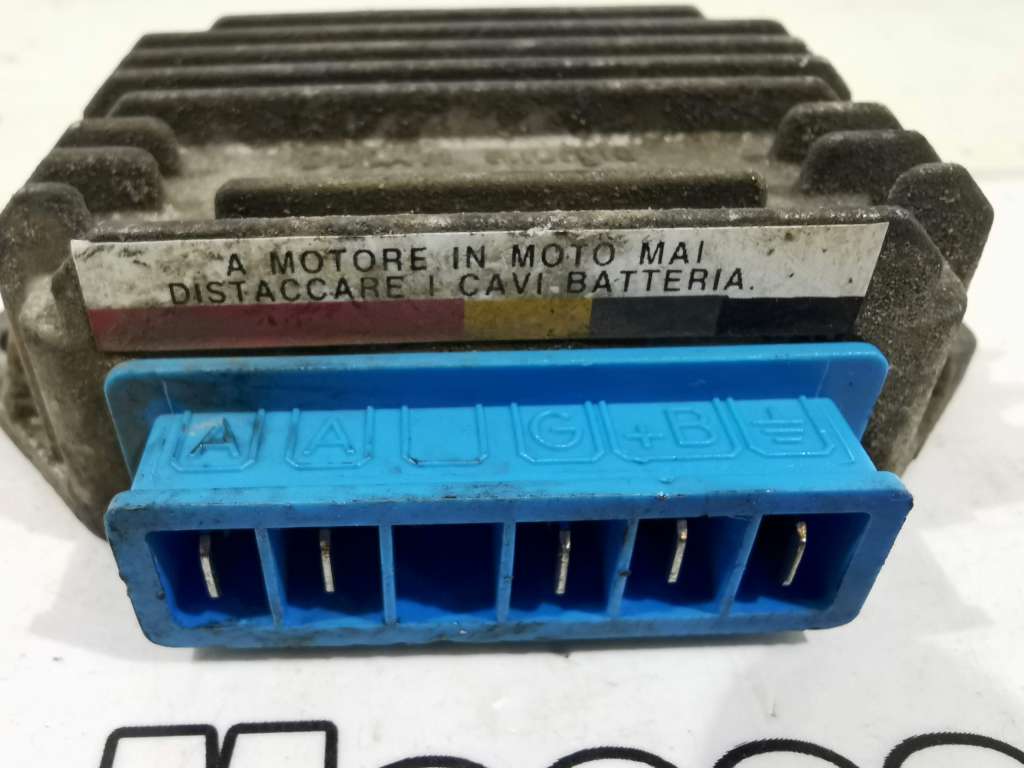 A MOTORE IN MOTO MAI
DISTACCARE I CAVI BATTERIA.
A A G +B ⏚